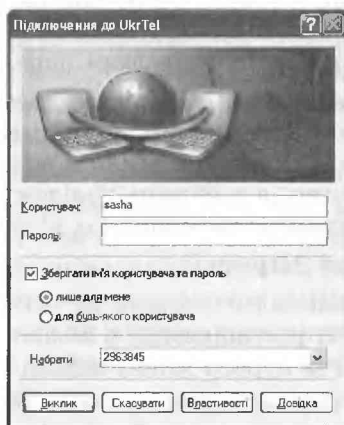 Підключення до UkrTel
Користувач: sasha
Пароль:
Зберігати ім'я користувача та пароль
лише для мене
для будь-якого користувача
Набрати 2963845
Виклик Скасувати Властивості Довідка